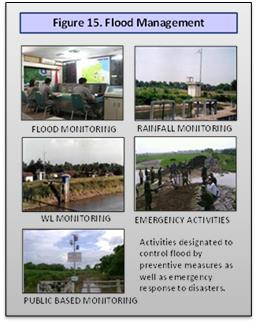 Figure 15. Flood Management
FLOOD MONITORING
RAINFALL MONITORING
WL MONITORING
EMERGENCY ACTIVITIES
Activities designated to
control flood by
preventive measures as
well as emergency
response to disasters.
PUBLIC BASED MONITORING